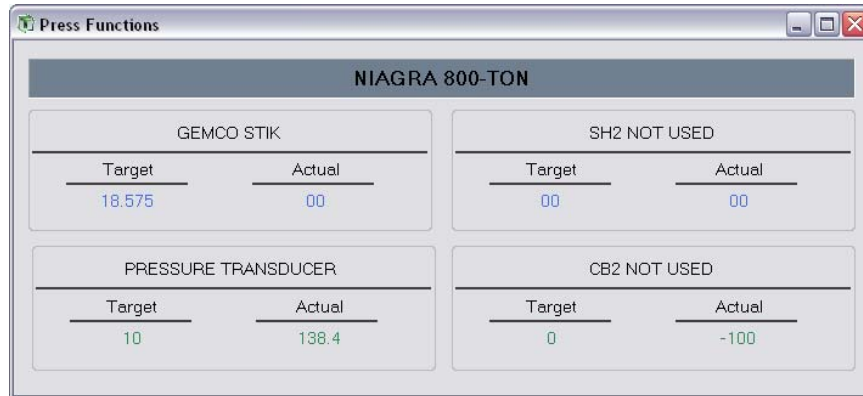 Press Functions
NIAGRA 800-TON
GEMCO STIK
Target Actual
18.575 00
SH2 NOT USED
Target Actual
00 00
PRESSURE TRANSDUCER
Target Actual
10 138.4
CB2 NOT USED
Target Actual
0 -100